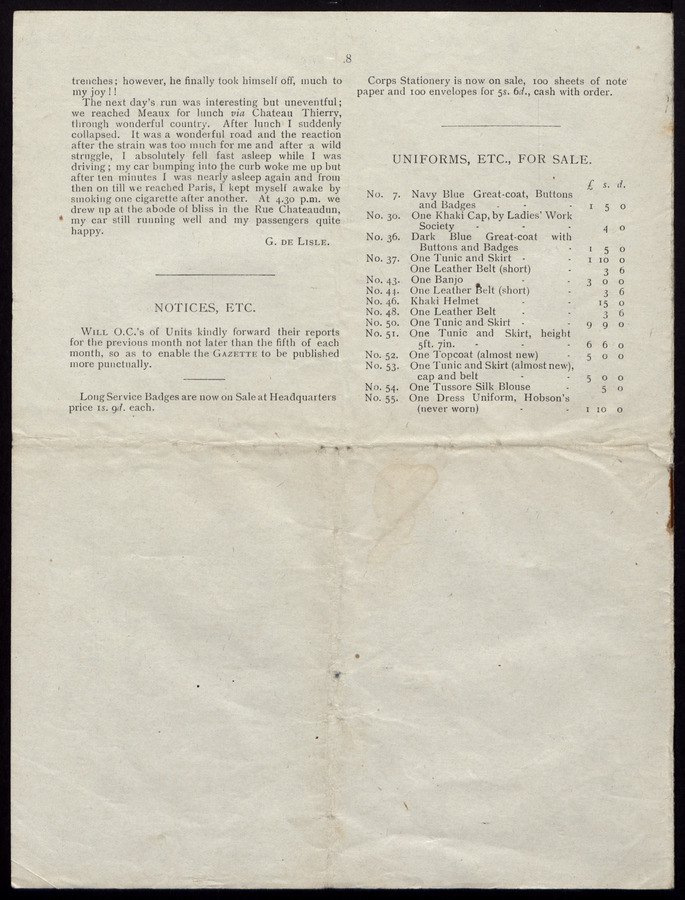 .8
trenches; however, he finally took himself off, much to
my joy!!
The next day's run was interesting but uneventful;
we reached Meaux for lunch via Chateau Thierry,
through wonderful country. After lunch I suddenly
collapsed. It was a wonderful road and the reaction
after the strain was too much for me and after a wild
struggle, I absolutely fell fast asleep while I was
driving; my car bumping into the curb woke me up but
after ten minutes I was nearly asleep again and from
then on till we reached Paris, I kept myself awake by
smoking one cigarette after another. At 4.30 p.m. we
drew up at the abode of bliss in the Rue Chateaudun,
my car still running well and my passengers quite
happy.
G. DE LISLE.
NOTICES, ETC.
WILL O.C.'s of Units kindly forward their reports
for the previous month not later than the fifth of each
month, so as to enable the GAZETTE to be published
more punctually.
Long Service Badges are now on Sale at Headquarters
price 1s. 9d. each.
Corps Stationery is now on sale, 100 sheets of note
paper and 100 envelopes for 5s. 6d., cash with order.
UNIFORMS, ETC., FOR SALE.
£ s. d.
No. 7. Navy Blue Great-coat, Buttons
and Badges - - 1 5 0
No. 30. One Khaki Cap, by Ladies' Work
Society - - - 4 0
No. 36. Dark Blue Great-coat with
Buttons and Badges - 1 5 0
No. 37. One Tunic and Skirt - - 1 10 0
One Leather Belt (short) - 3 6
No. 43. One Banjo - - 3 0 0
No. 44. One Leather Belt (short) - 3 6
No. 46. Khaki Helmet - - 15 0
No. 48. One Leather Belt - - 3 6
No. 50. One Tunic and Skirt - - 9 9 0
No. 51. One Tunic and Skirt, height
5ft. 7in. - - - 6 6 0
No. 52. One Topcoat (almost new) - 5 0 0
No. 53. One Tunic and Skirt (almost new),
cap and belt - - 5 0 0
No. 54. One Tussore Silk Blouse - 5 0
No. 55. One Dress Uniform, Hobson's
(never worn) - - 1 10 0